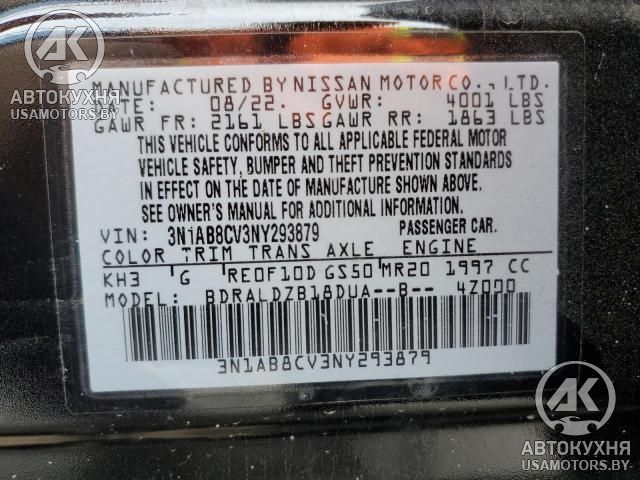 AK
АВТОКУХНЯ
USAMOTORS.BY
MANUFACTURED BY NISSAN MOTOR CO., LTD.
DATE: 08/22. GVWR: 4001 LBS
GAWR FR: 2161 LBS GAWR RR: 1863 LBS
THIS VEHICLE CONFORMS TO ALL APPLICABLE FEDERAL MOTOR
VEHICLE SAFETY, BUMPER AND THEFT PREVENTION STANDARDS
IN EFFECT ON THE DATE OF MANUFACTURE SHOWN ABOVE.
SEE OWNER'S MANUAL FOR ADDITIONAL INFORMATION.
VIN: 3N1AB8CV3NY293879 PASSENGER CAR.
COLOR TRIM TRANS AXLE ENGINE
KH3 G RE0F10D GS50 MR20 1997 CC
MODEL: BDRALDZB18DUA--B-- 4Z000
3N1AB8CV3NY293879
AK
АВТОКУХНЯ
USAMOTORS.BY